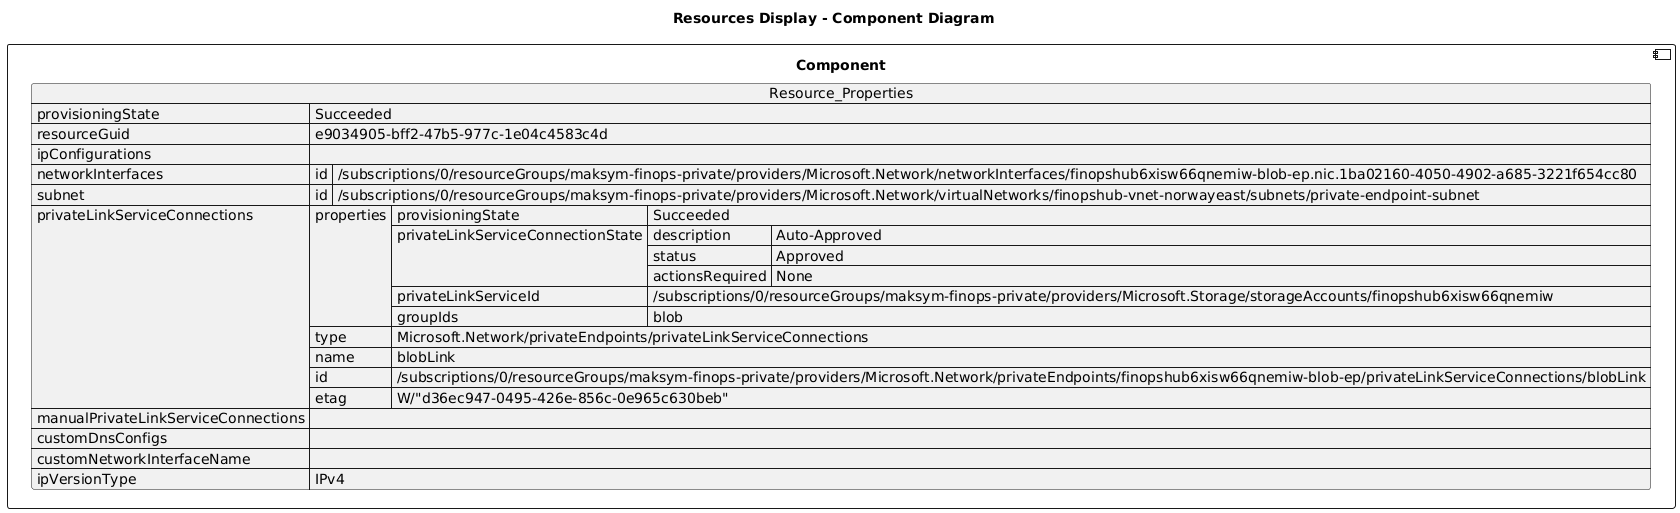 Resources Display - Component Diagram
Component
Resource_Properties
provisioningState Succeeded
resourceGuid e9034905-bff2-47b5-977c-1e04c4583c4d
ipConfigurations
networkInterfaces id /subscriptions/0/resourceGroups/maksym-finops-private/providers/Microsoft.Network/networkInterfaces/finopshub6xisw66qnemiw-blob-ep.nic.1ba02160-4050-4902-a685-3221f654cc80
subnet id /subscriptions/0/resourceGroups/maksym-finops-private/providers/Microsoft.Network/virtualNetworks/finopshub-vnet-norwayeast/subnets/private-endpoint-subnet
privateLinkServiceConnections properties provisioningState Succeeded
privateLinkServiceConnectionState description Auto-Approved
status Approved
actionsRequired None
privateLinkServiceId /subscriptions/0/resourceGroups/maksym-finops-private/providers/Microsoft.Storage/storageAccounts/finopshub6xisw66qnemiw
groupIds blob
type Microsoft.Network/privateEndpoints/privateLinkServiceConnections
name blobLink
id /subscriptions/0/resourceGroups/maksym-finops-private/providers/Microsoft.Network/privateEndpoints/finopshub6xisw66qnemiw-blob-ep/privateLinkServiceConnections/blobLink
etag W/"d36ec947-0495-426e-856c-0e965c630beb"
manualPrivateLinkServiceConnections
customDnsConfigs
customNetworkInterfaceName
ipVersionType IPv4